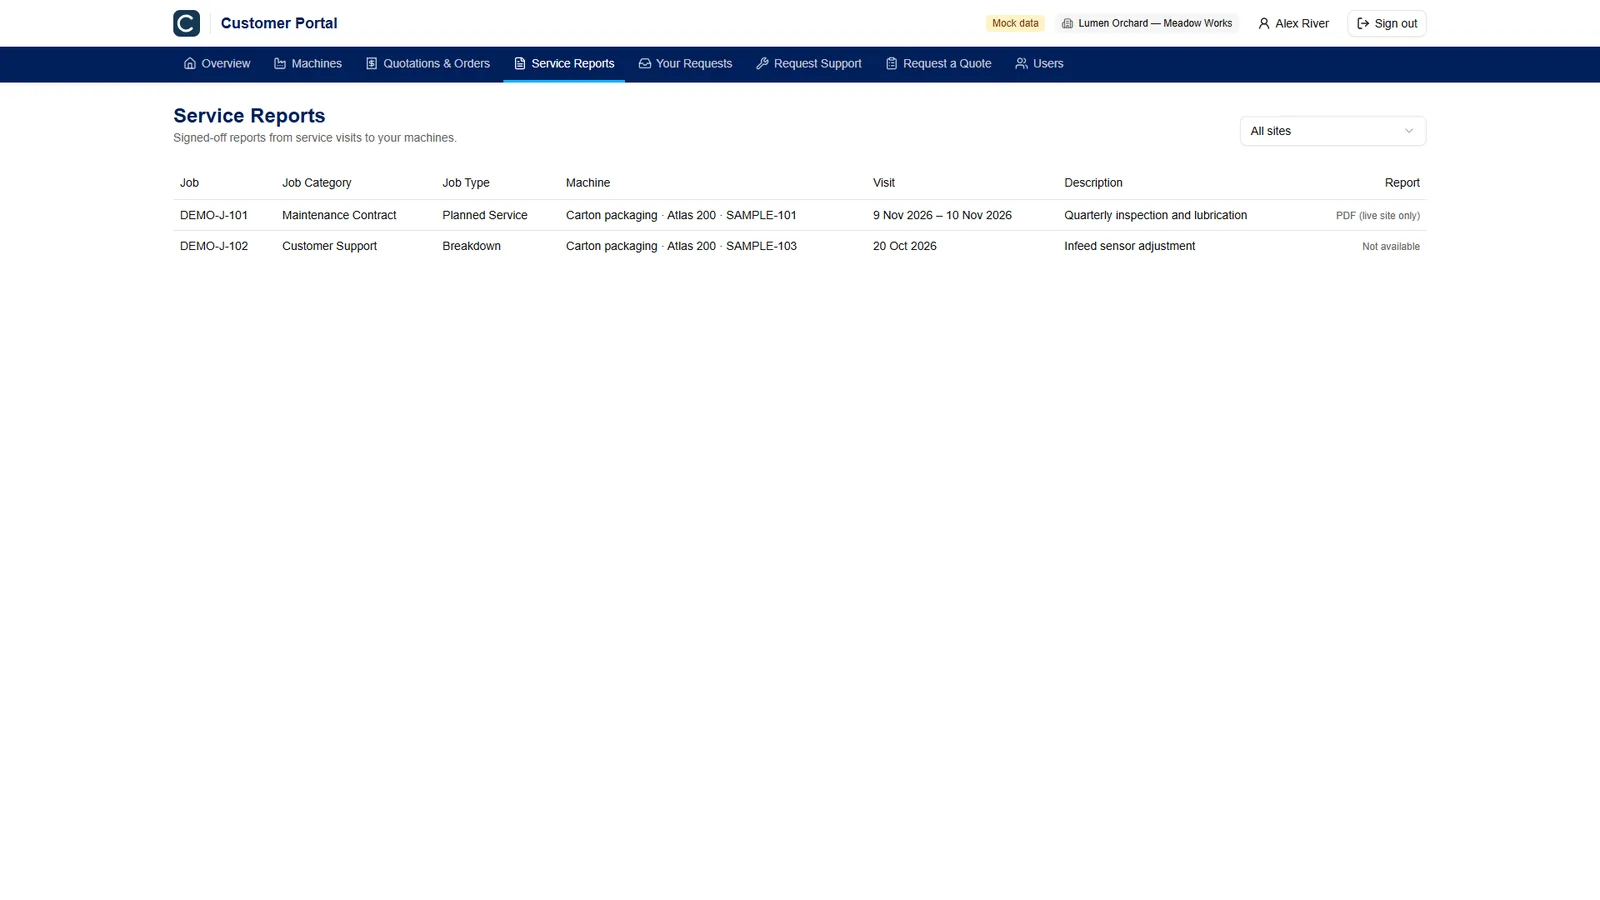 C Customer Portal
Mock data
Lumen Orchard — Meadow Works
Alex River
Sign out
Overview
Machines
Quotations & Orders
Service Reports
Your Requests
Request Support
Request a Quote
Users
Service Reports
Signed-off reports from service visits to your machines.
All sites
Job Job Category Job Type Machine Visit Description Report
DEMO-J-101 Maintenance Contract Planned Service Carton packaging · Atlas 200 · SAMPLE-101 9 Nov 2026 – 10 Nov 2026 Quarterly inspection and lubrication PDF (live site only)
DEMO-J-102 Customer Support Breakdown Carton packaging · Atlas 200 · SAMPLE-103 20 Oct 2026 Infeed sensor adjustment Not available